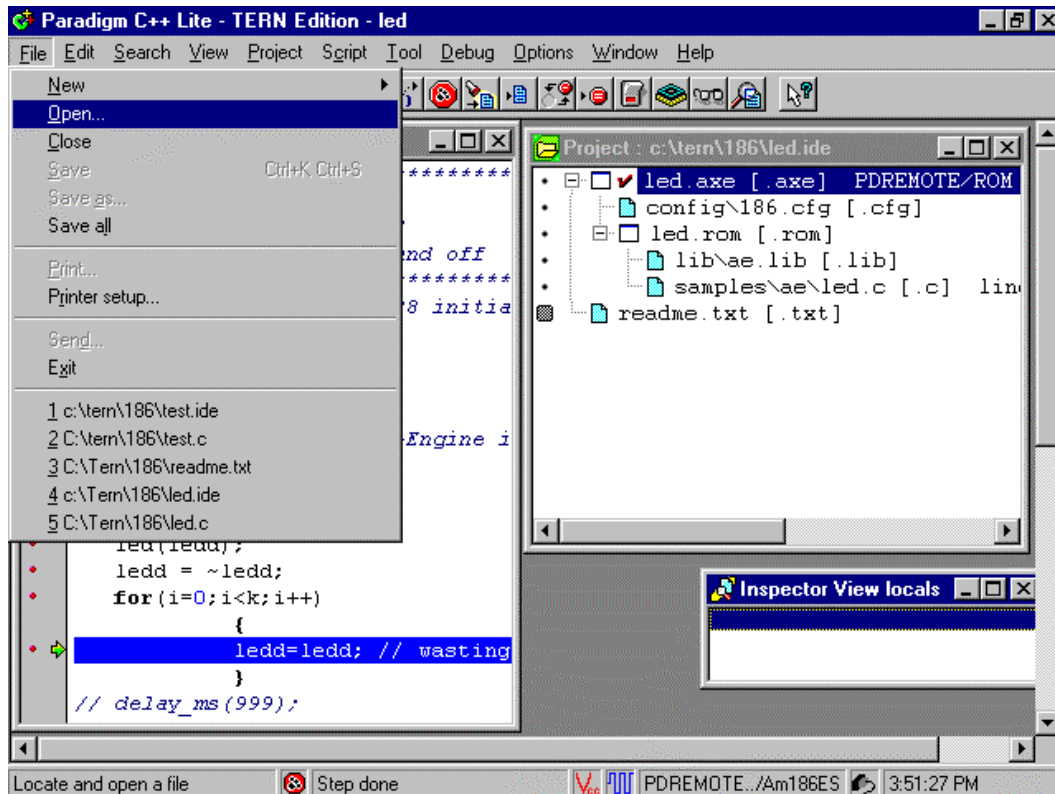 Paradigm C++ Lite - TERN Edition - led
File Edit Search View Project Script Tool Debug Options Window Help
New
Open...
Close
Save Ctrl+K Ctrl+S
Save as...
Save all
Print...
Printer setup...
Send...
Exit
1 c:\tern\186\test.ide
2 C:\tern\186\test.c
3 C:\Tern\186\readme.txt
4 c:\Tern\186\led.ide
5 C:\Tern\186\led.c
*********
and off
*********
8 initia
-Engine i
led(ledd);
ledd = ~ledd;
for(i=0;i<k;i++)
{
ledd=ledd; // wasting
}
// delay_ms(999);
Project : c:\tern\186\led.ide
led.axe [.axe] PDREMOTE/ROM
config\186.cfg [.cfg]
led.rom [.rom]
lib\ae.lib [.lib]
samples\ae\led.c [.c] lin
readme.txt [.txt]
Inspector View locals
Locate and open a file
Step done
Vcc
PDREMOTE../Am186ES
3:51:27 PM